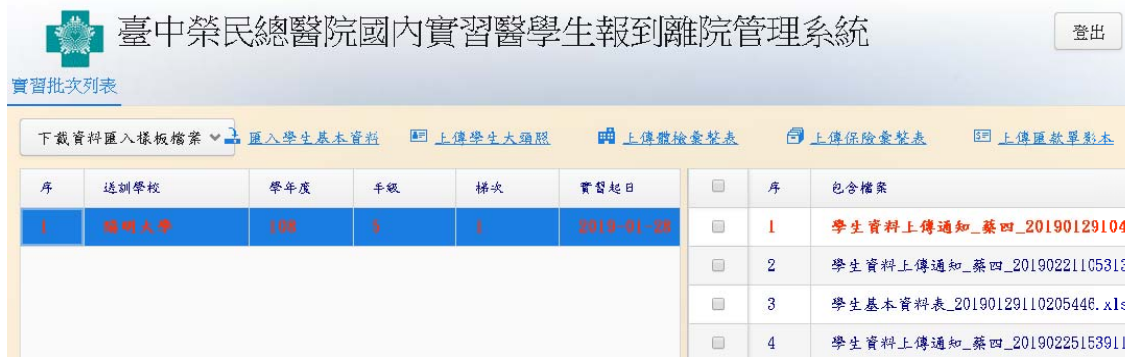 臺中榮民總醫院國內實習醫學生報到離院管理系統 登出
實習批次列表
下載資料匯入樣板檔案 匯入學生基本資料 上傳學生大頭照 上傳體檢彙整表 上傳保險彙整表 上傳匯款單影本
序 送訓學校 學年度 年級 梯次 實習起日 序 包含檔案
1 陽明大學 108 5 1 2019-01-28 1 學生資料上傳通知_蔡四_20190129104
2 學生資料上傳通知_蔡四_20190221105313
3 學生基本資料表_20190129110205446.xls
4 學生資料上傳通知_蔡四_20190225153911